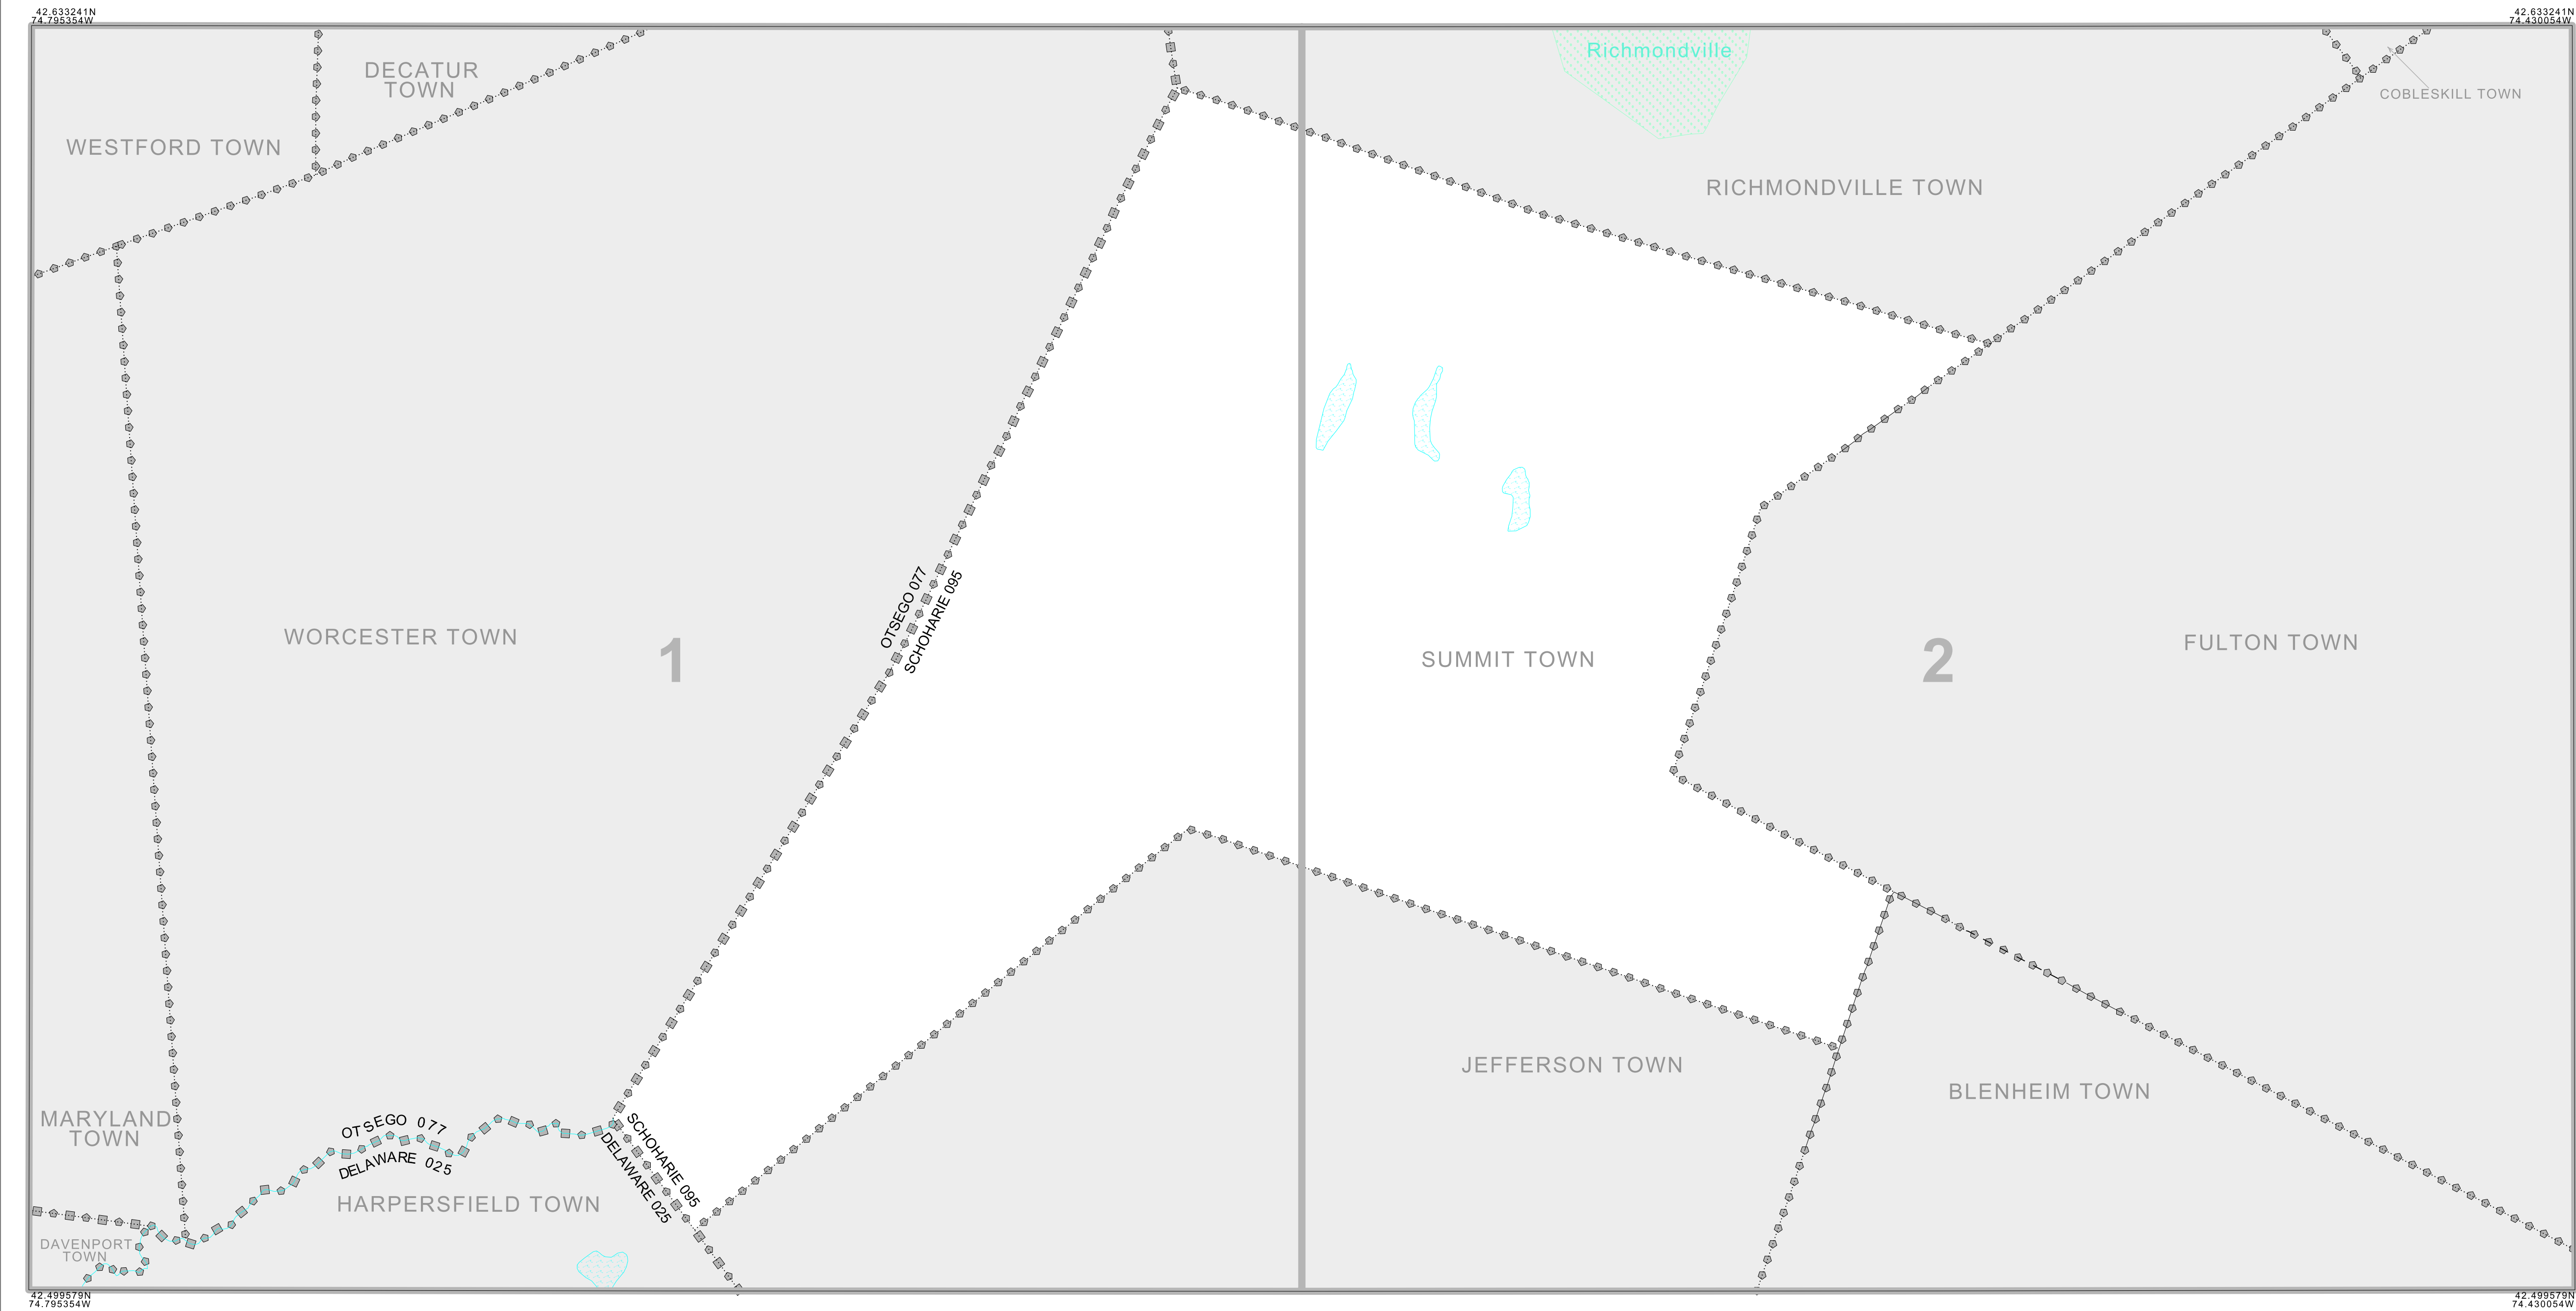 42.633241N
74.795354W
42.633241N
74.430054W
Richmondville
DECATUR
TOWN
COBLESKILL TOWN
WESTFORD TOWN
RICHMONDVILLE TOWN
OTSEGO 077
SCHOHARIE 095
WORCESTER TOWN
1
SUMMIT TOWN
2
FULTON TOWN
JEFFERSON TOWN
BLENHEIM TOWN
MARYLAND
TOWN
OTSEGO 077
DELAWARE 025
SCHOHARIE 095
DELAWARE 025
HARPERSFIELD TOWN
DAVENPORT
TOWN
42.499579N
74.795354W
42.499579N
74.430054W